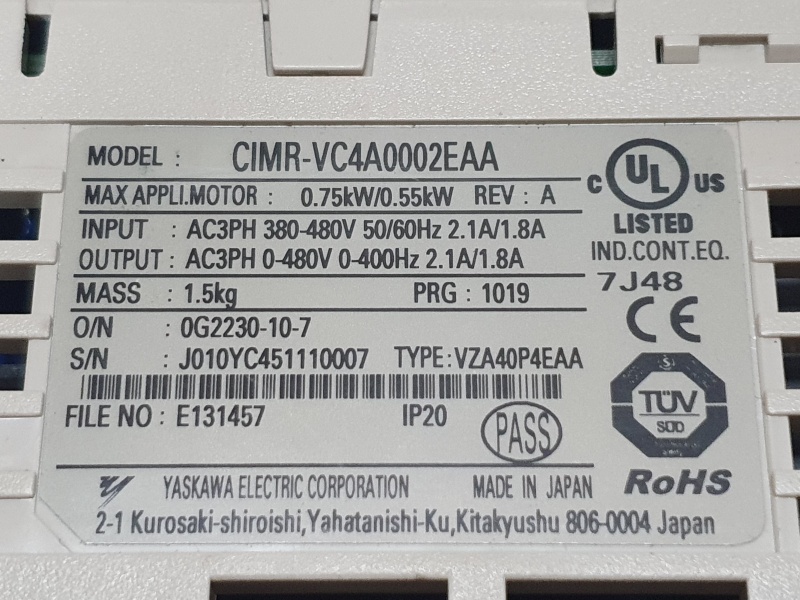 MODEL : CIMR-VC4A0002EAA
MAX APPLI.MOTOR : 0.75kW/0.55kW REV : A
INPUT : AC3PH 380-480V 50/60Hz 2.1A/1.8A
OUTPUT : AC3PH 0-480V 0-400Hz 2.1A/1.8A
MASS : 1.5kg PRG : 1019
O/N : 0G2230-10-7
S/N : J010YC451110007 TYPE:VZA40P4EAA
FILE NO : E131457 IP20 PASS
YASKAWA ELECTRIC CORPORATION MADE IN JAPAN
2-1 Kurosaki-shiroishi,Yahatanishi-Ku,Kitakyushu 806-0004 Japan
C UL US
LISTED
IND.CONT.EQ.
7J48
CE
TÜV
SÜD
RoHS